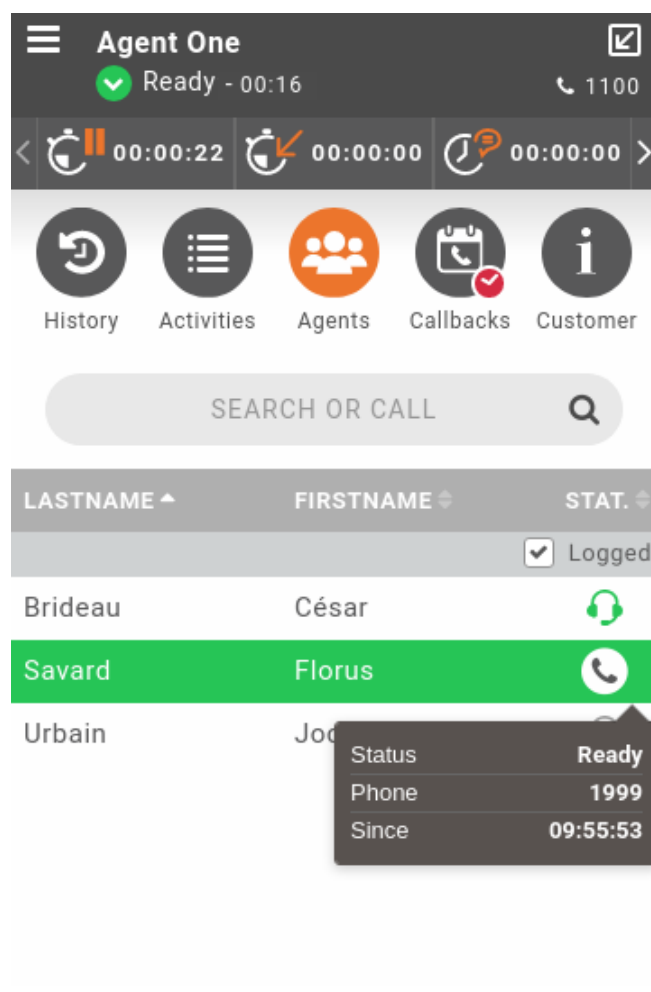 Agent One
Ready - 00:16
1100
00:00:22 00:00:00 00:00:00
History Activities Agents Callbacks Customer
SEARCH OR CALL
LASTNAME FIRSTNAME STAT.
Logged
Brideau César
Savard Florus
Urbain
Status Ready
Phone 1999
Since 09:55:53